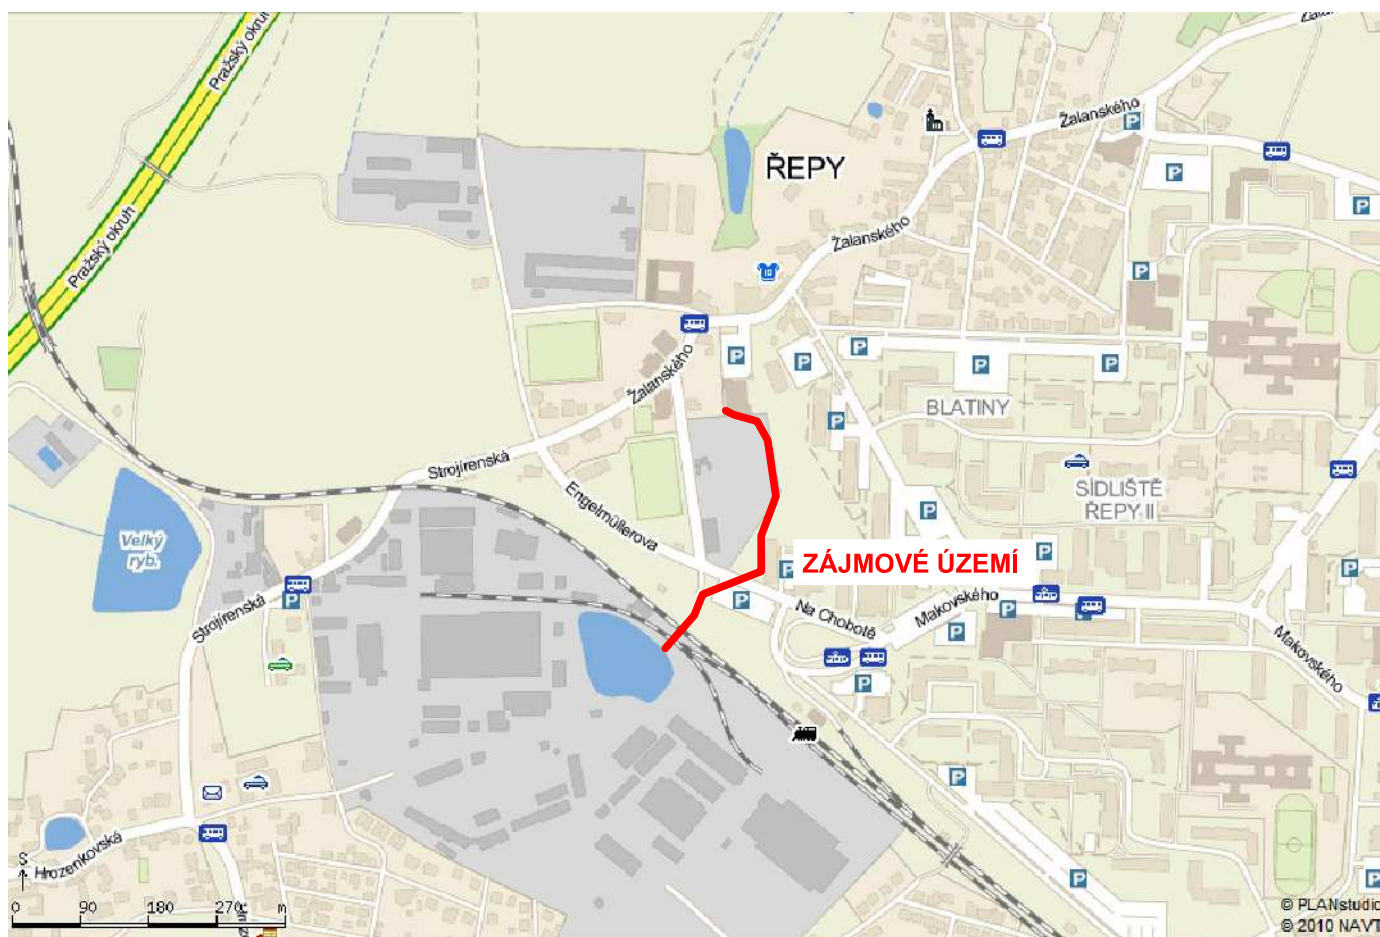 Pražský okruh
Pražský okruh
Žalanského
ŘEPY
Žalanského
Žalanského
BLATINY
Strojírenská
SÍDLIŠTĚ
ŘEPY II
Engelmüllerova
Velký
ryb.
ZÁJMOVÉ ÚZEMÍ
Strojírenská
Na Chobotě
Makovského
Makovského
Hrozenkovská
S
0 90 180 270 m
© PLANstudio
© 2010 NAVT